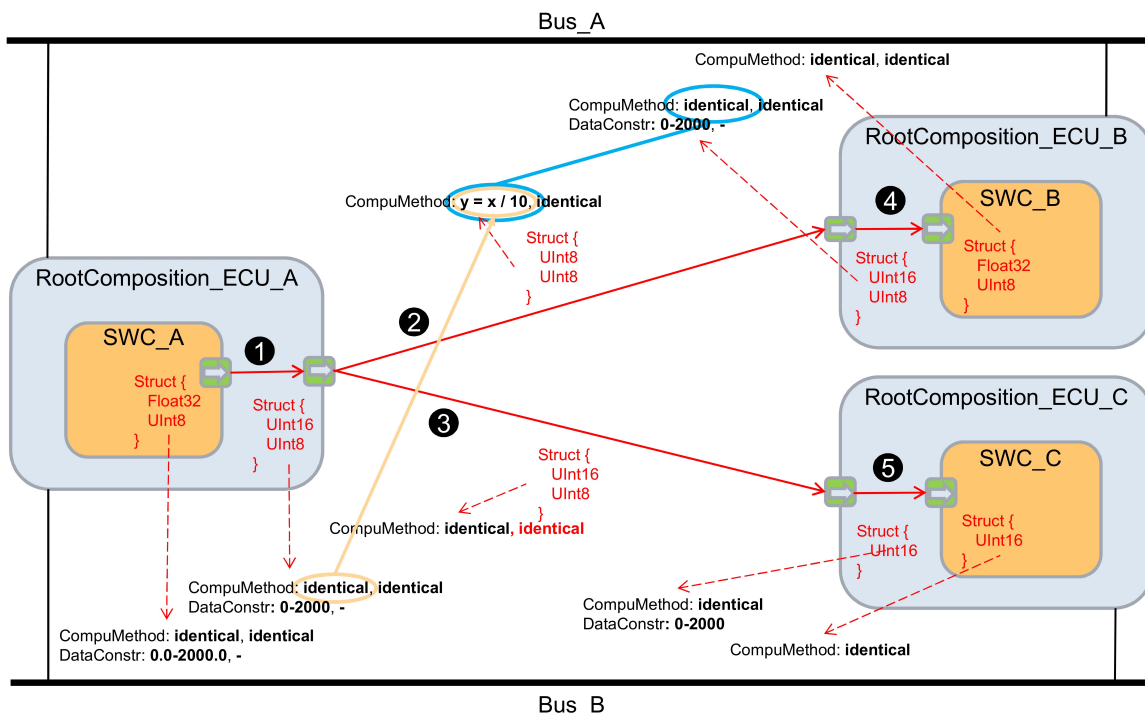 Bus_A
CompuMethod: identical, identical
CompuMethod: identical, identical
DataConstr: 0-2000, -
RootComposition_ECU_B
SWC_B
4
Struct {
Float32
UInt8
}
Struct {
UInt16
UInt8
}
CompuMethod: y = x / 10, identical
Struct {
UInt8
UInt8
}
RootComposition_ECU_A
SWC_A
1
Struct {
Float32
UInt8
}
Struct {
UInt16
UInt8
}
2
3
RootComposition_ECU_C
SWC_C
5
Struct {
UInt16
UInt8
}
CompuMethod: identical, identical
Struct {
UInt16
}
Struct {
UInt16
}
CompuMethod: identical, identical
DataConstr: 0-2000, -
CompuMethod: identical
DataConstr: 0-2000
CompuMethod: identical, identical
DataConstr: 0.0-2000.0, -
CompuMethod: identical
Bus_B